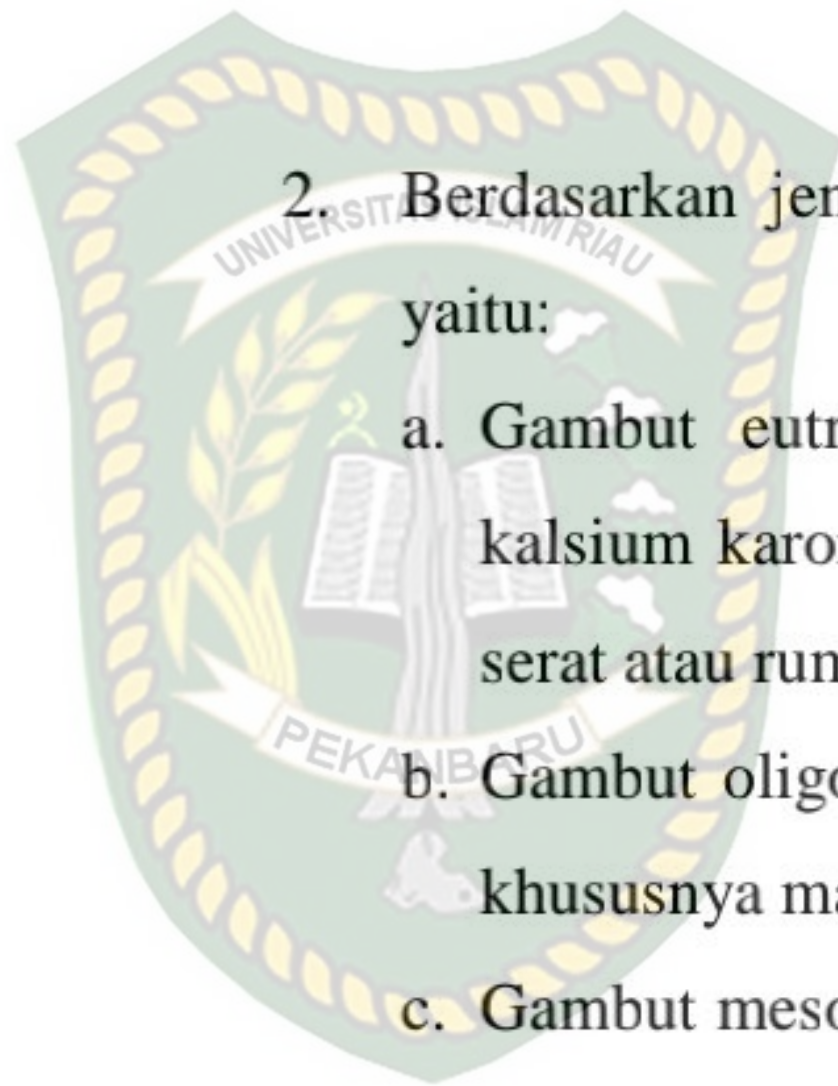 2. Berdasarkan jen
UNIVERSITAS ISLAM RIAU
yaitu:
a. Gambut eutr
kalsium karo
serat atau run
PEKANBARU
b. Gambut oligo
khususnya ma
c. Gambut meso